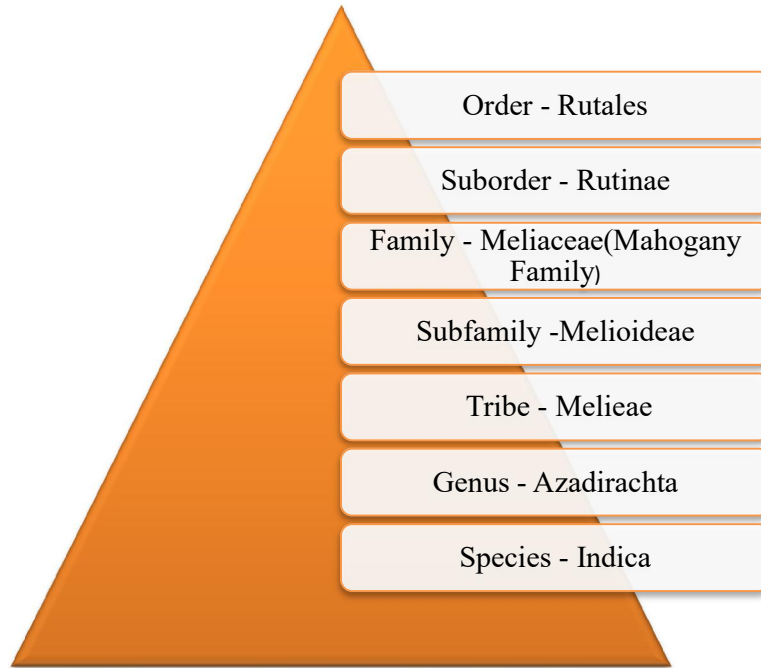 Order - Rutales
Suborder - Rutinae
Family - Meliaceae(Mahogany
Family)
Subfamily -Melioideae
Tribe - Melieae
Genus - Azadirachta
Species - Indica